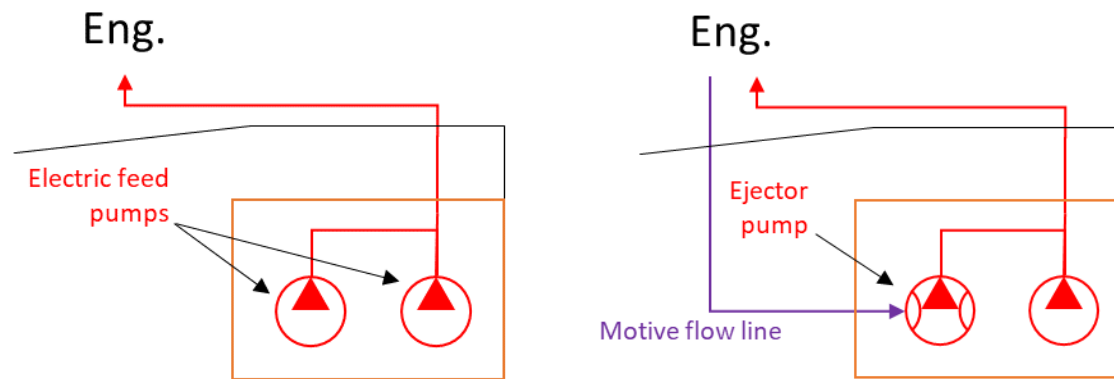 Eng.
Electric feed
pumps
Eng.
Ejector
pump
Motive flow line